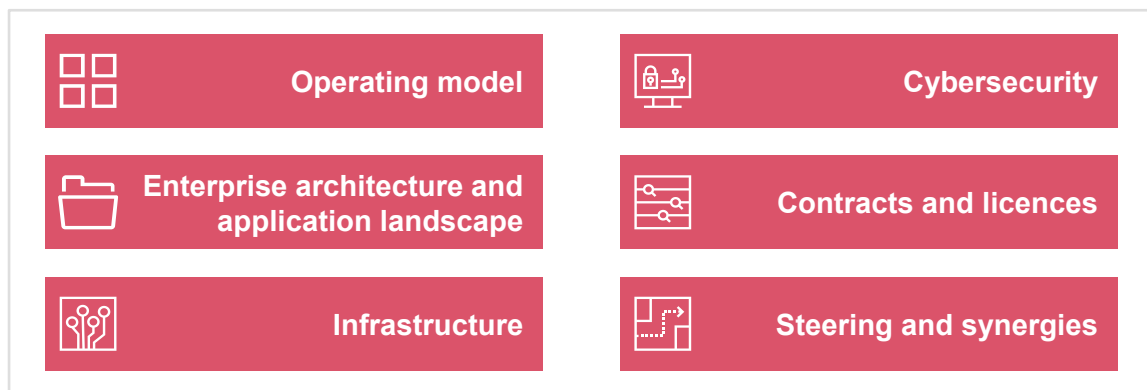 Operating model
Enterprise architecture and
application landscape
Infrastructure
Cybersecurity
Contracts and licences
Steering and synergies